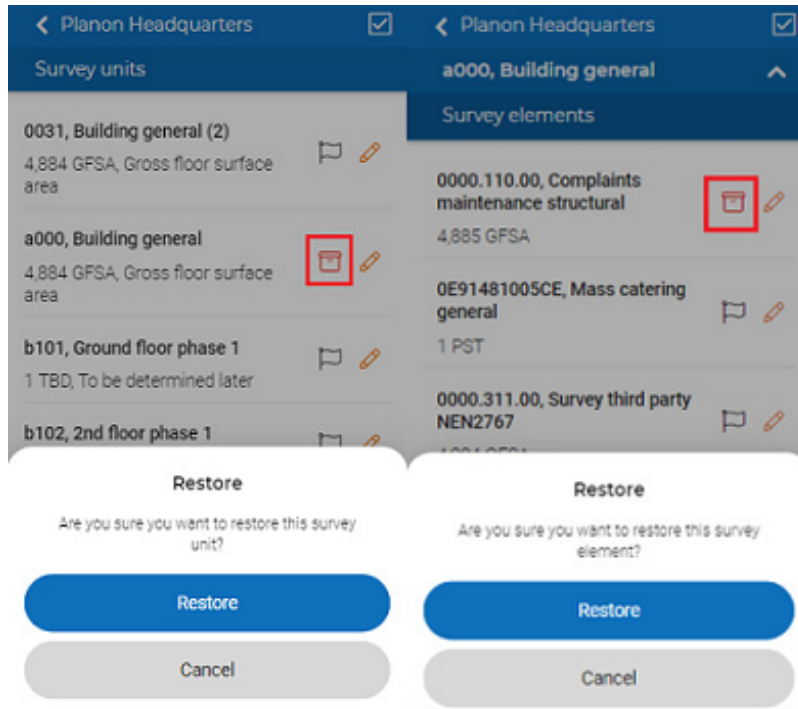 Planon Headquarters
Survey units
0031, Building general (2)
4,884 GFSA, Gross floor surface
area
a000, Building general
4,884 GFSA, Gross floor surface
area
b101, Ground floor phase 1
1 TBD, To be determined later
b102, 2nd floor phase 1
Restore
Are you sure you want to restore this survey
unit?
Restore
Cancel
Planon Headquarters
a000, Building general
Survey elements
0000.110.00, Complaints
maintenance structural
4,885 GFSA
0E91481005CE, Mass catering
general
1 PST
0000.311.00, Survey third party
NEN2767
Restore
Are you sure you want to restore this survey
element?
Restore
Cancel